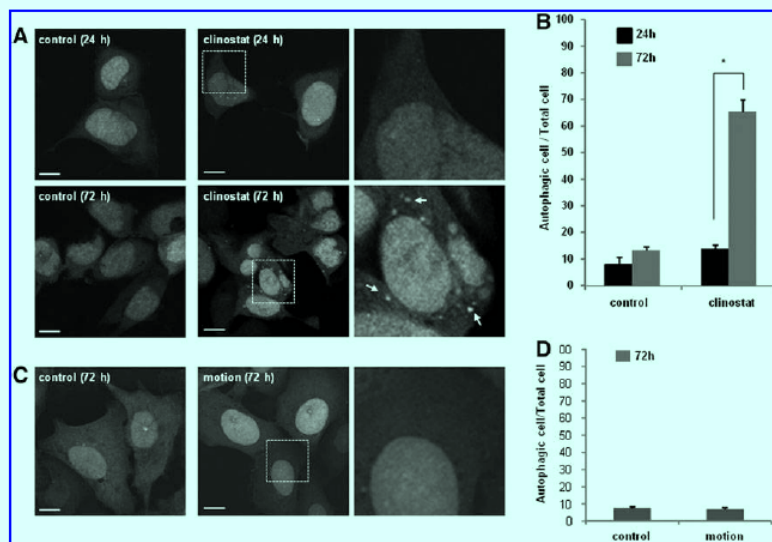 A
control (24 h)
clinostat (24 h)
control (72 h)
clinostat (72 h)
B
Autophagic cell / Total cell
100
90
80
70
60
50
40
30
20
10
0
24h
72h
*
control
clinostat
C
control (72 h)
motion (72 h)
D
Autophagic cell/Total cell
00
90
80
70
60
50
40
30
20
10
0
72h
control
motion